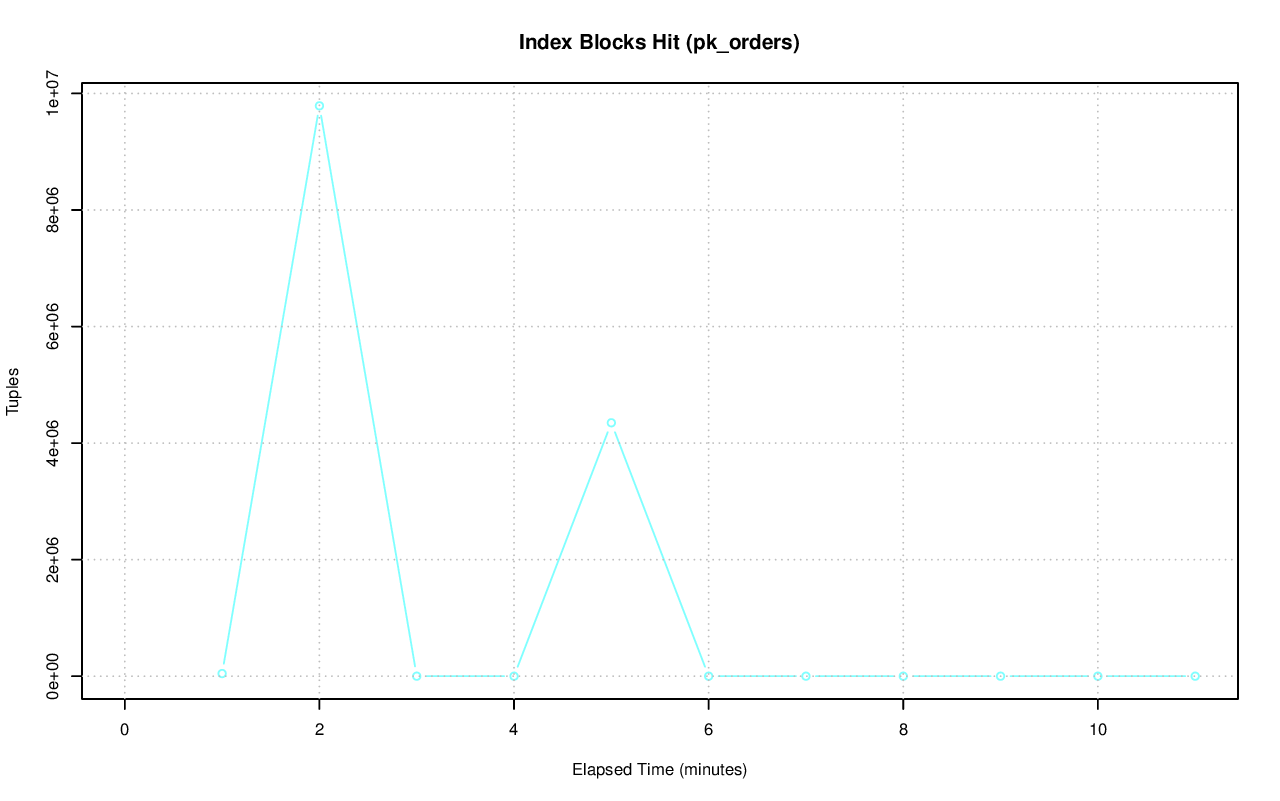 Index Blocks Hit (pk_orders)
1e+07
8e+06
6e+06
4e+06
2e+06
0e+00
Tuples
0 2 4 6 8 10
Elapsed Time (minutes)